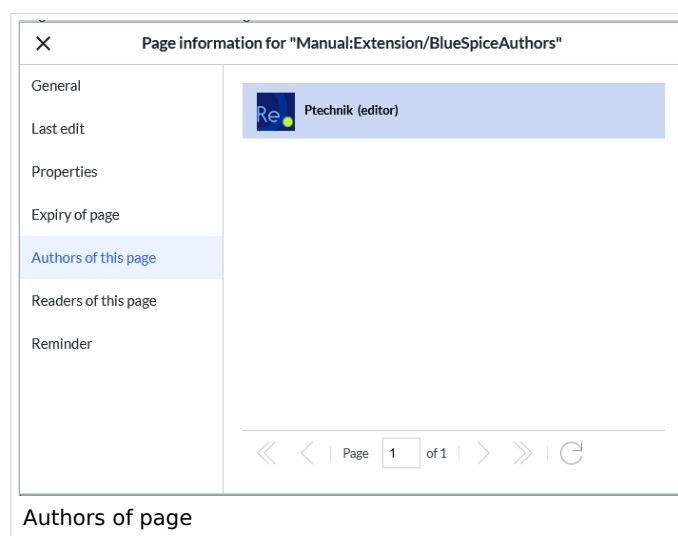 Page information for "Manual:Extension/BlueSpiceAuthors"
General
Last edit
Properties
Expiry of page
Authors of this page
Readers of this page
Reminder
Re
Ptechnik (editor)
Page 1 of 1
Authors of page